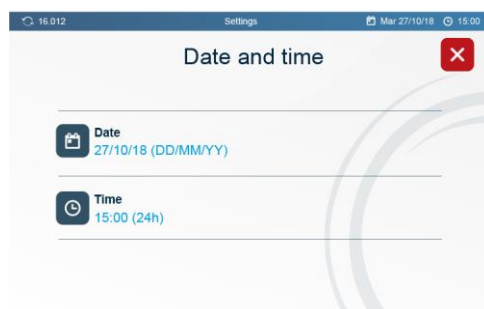 16.012 Settings Mar 27/10/18 15:00
Date and time
Date
27/10/18 (DD/MM/YY)
Time
15:00 (24h)